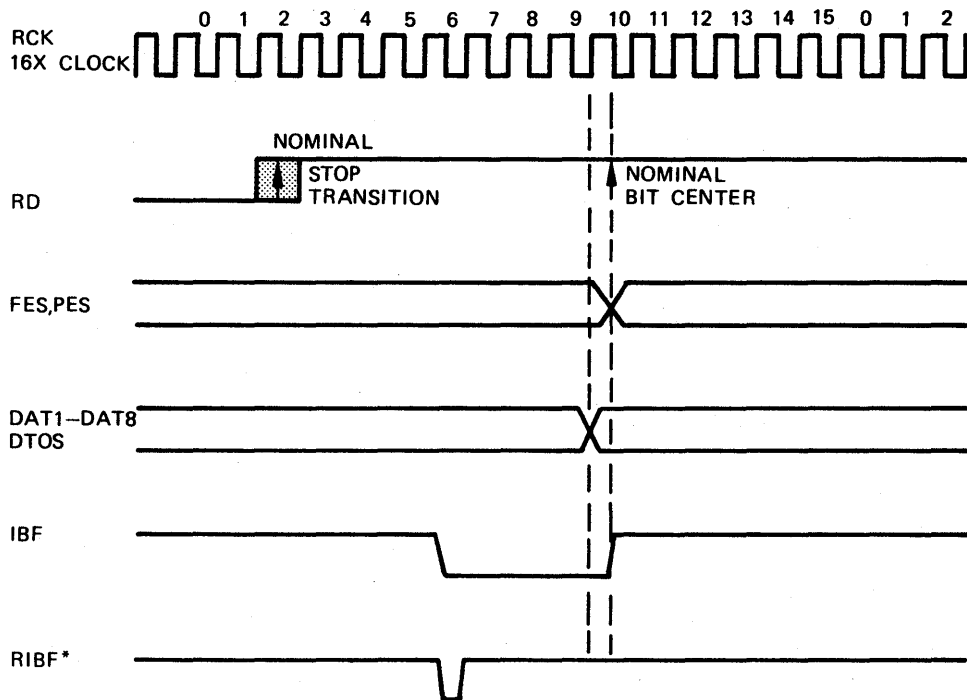 0 1 2 3 4 5 6 7 8 9 10 11 12 13 14 15 0 1 2
RCK
16X CLOCK
NOMINAL
STOP
TRANSITION
NOMINAL
BIT CENTER
RD
FES,PES
DAT1—DAT8
DTOS
IBF
RIBF*